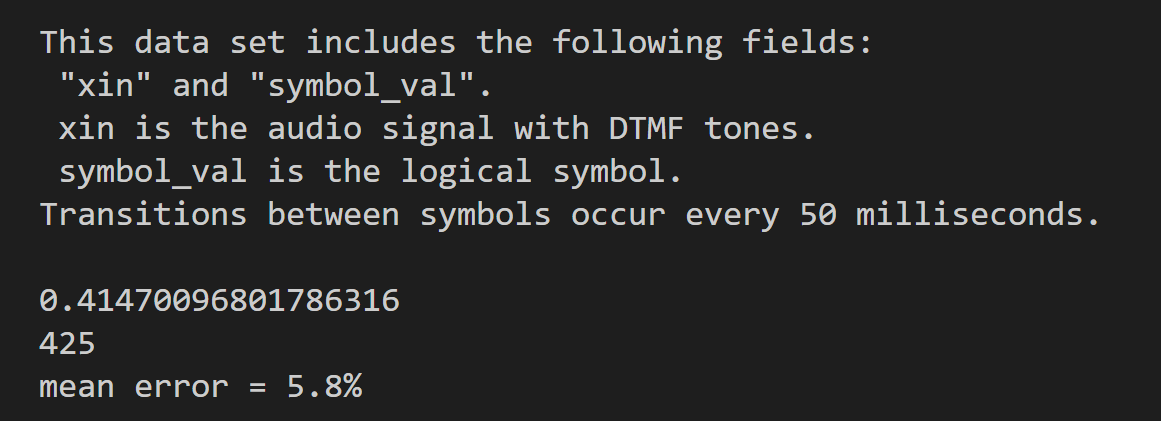 This data set includes the following fields:
"xin" and "symbol_val".
xin is the audio signal with DTMF tones.
symbol_val is the logical symbol.
Transitions between symbols occur every 50 milliseconds.
0.41470096801786316
425
mean error = 5.8%